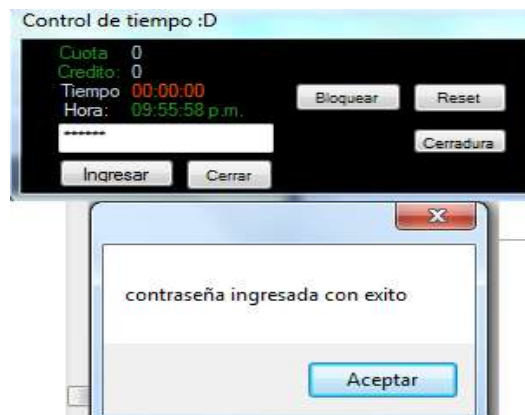 Control de tiempo :D
Cuota 0
Credito: 0
Tiempo 00:00:00
Hora: 09:55:58 p.m.
Bloquear
Reset
******
Cerradura
Ingresar
Cerrar
contraseña ingresada con exito
Aceptar